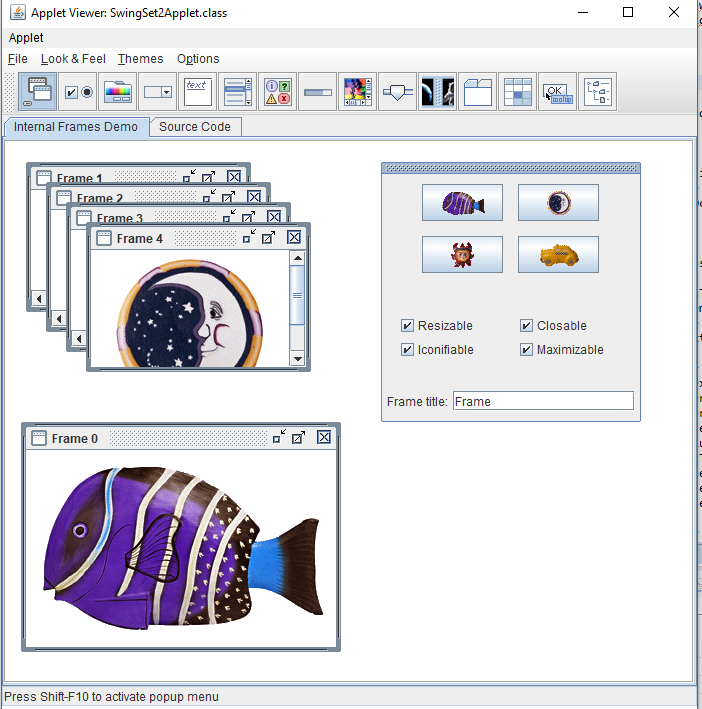 Applet Viewer: SwingSet2Applet.class
Applet
File Look & Feel Themes Options
text
OK
tooltip
Internal Frames Demo Source Code
Frame 1
Frame 2
Frame 3
Frame 4
Resizable Closable
Iconifiable Maximizable
Frame title: Frame
Frame 0
Press Shift-F10 to activate popup menu